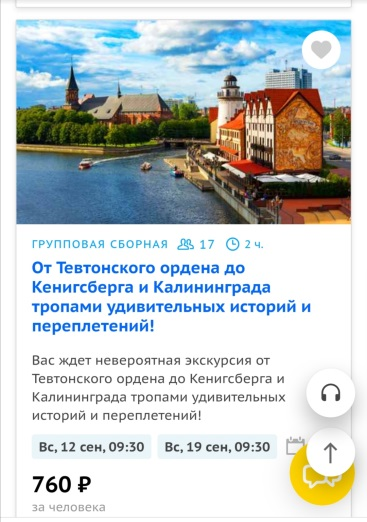 ГРУППОВАЯ СБОРНАЯ 17 2 ч.
От Тевтонского ордена до
Кенигсберга и Калининграда
тропами удивительных историй и
переплетений!
Вас ждет невероятная экскурсия от
Тевтонского ордена до Кенигсберга и
Калининграда тропами удивительных
историй и переплетений!
Вс, 12 сен, 09:30 Вс, 19 сен, 09:30
760 ₽
за человека